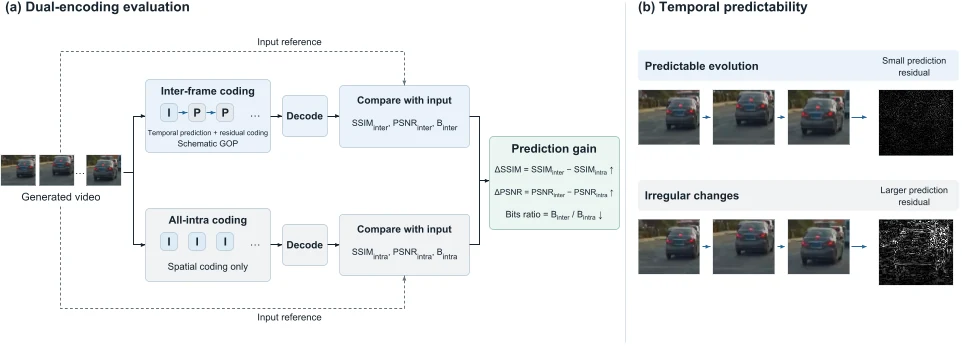 (a) Dual-encoding evaluation
Input reference
Inter-frame coding
I P P ...
Temporal prediction + residual coding
Schematic GOP
Decode
Compare with input
SSIM_inter, PSNR_inter, B_inter
...
Generated video
All-intra coding
I I I ...
Spatial coding only
Decode
Compare with input
SSIM_intra, PSNR_intra, B_intra
Input reference
Prediction gain
ΔSSIM = SSIM_inter − SSIM_intra ↑
ΔPSNR = PSNR_inter − PSNR_intra ↑
Bits ratio = B_inter / B_intra ↓
(b) Temporal predictability
Predictable evolution
Small prediction
residual
Irregular changes
Larger prediction
residual